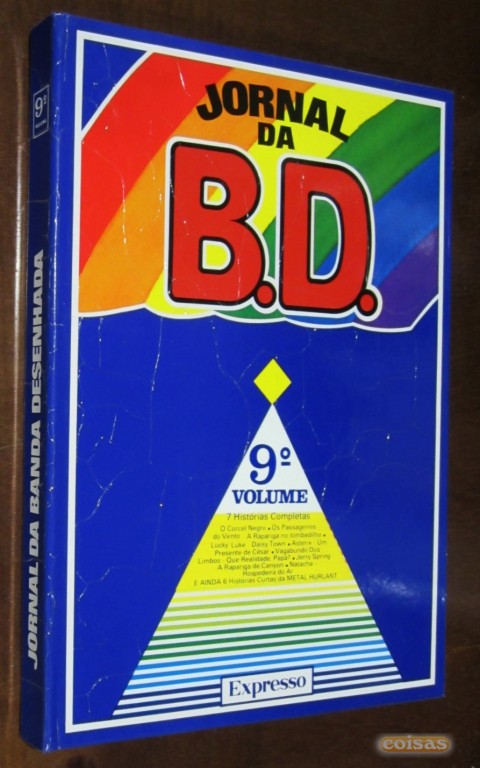 JORNAL
DA
B.D.
9º
VOLUME
7 Histórias Completas
O Corcel Negro • Os Passageiros
do Vento · A Rapariga no tombadilho •
Lucky Luke · Daisy Town • Asterix · Um
Presente de César • Vagabundo Dos
Limbos · Que Realidade, Papá? • Jerry Spring
A Rapariga de Canyon • Natacha ·
Hospedeira do Ar
E AINDA 6 Histórias Curtas da METAL HURLANT
Expresso
9º
JORNAL DA BANDA DESENHADA
coisas